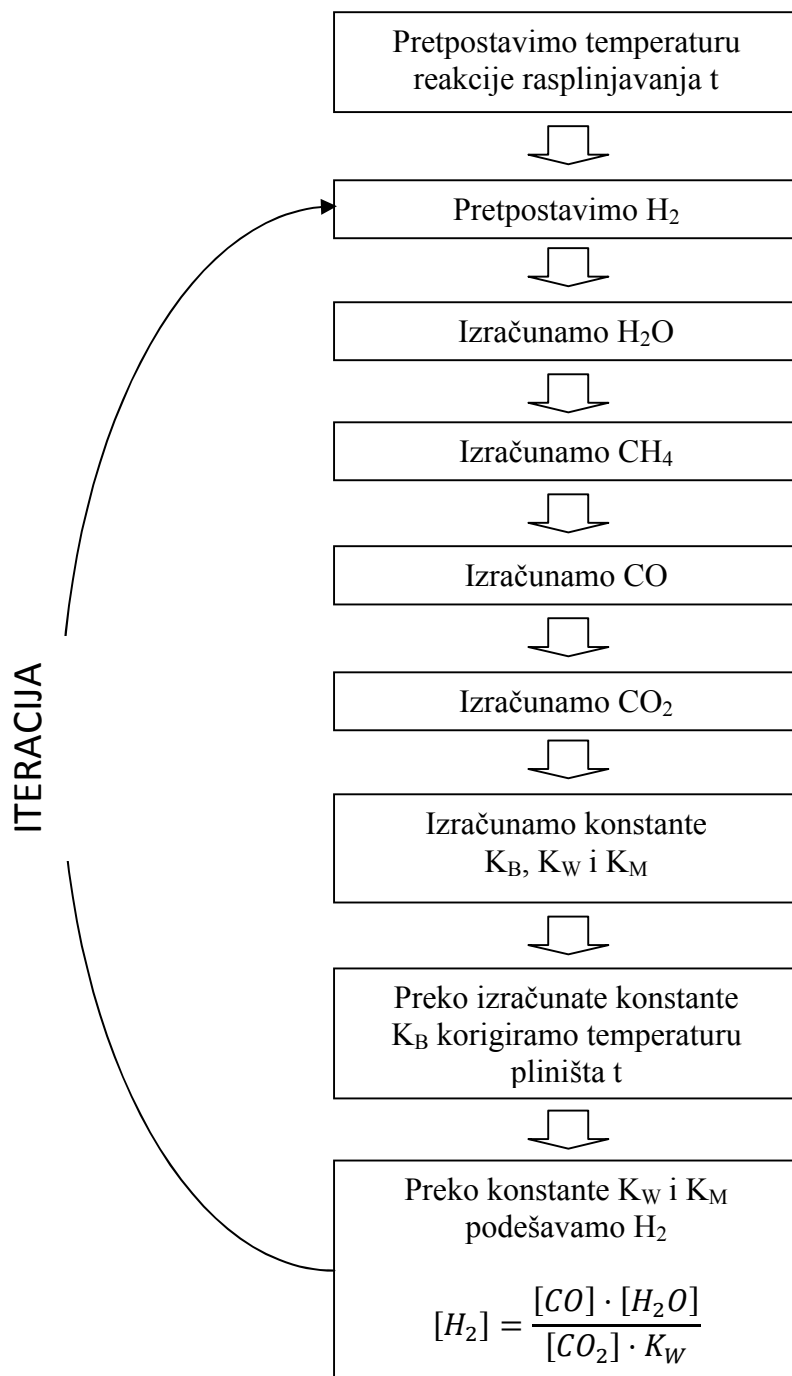 Pretpostavimo temperaturu
reakcije rasplinjavanja t
Pretpostavimo H₂
Izračunamo H₂O
Izračunamo CH₄
Izračunamo CO
Izračunamo CO₂
Izračunamo konstante
K_B, K_W i K_M
Preko izračunate konstante
K_B korigiramo temperaturu
pliništa t
Preko konstante K_W i K_M
podešavamo H₂
[H₂] = [CO] · [H₂O] / [CO₂] · K_W
ITERACIJA